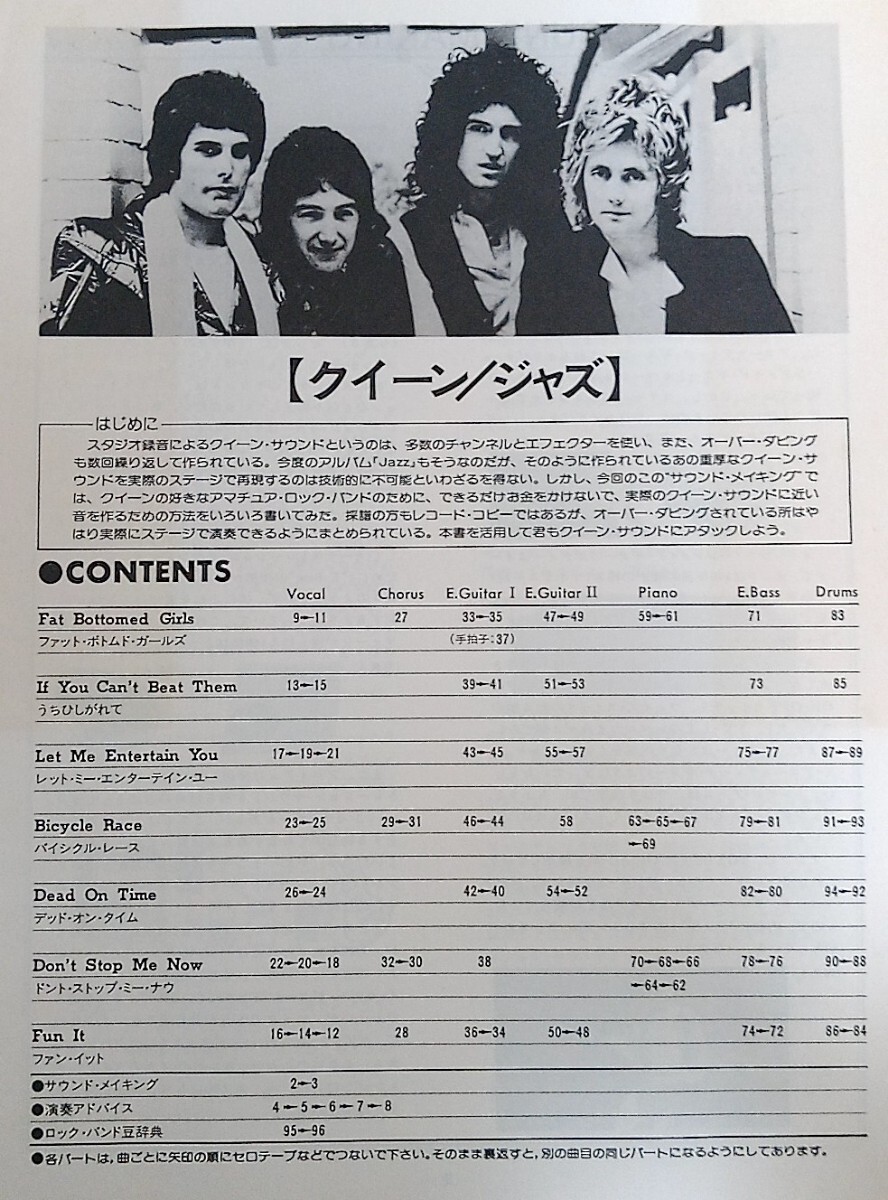 【クイーン/ジャズ】
はじめに
スタジオ録音によるクイーン・サウンドというのは、多数のチャンネルとエフェクターを使い、また、オーバー・ダビング
も数回繰り返して作られている。今度のアルバム「Jazz」もそうなのだが、そのように作られているあの重厚なクイーン・サ
ウンドを実際のステージで再現するのは技術的に不可能といわざるを得ない。しかし、今回のこの"サウンド・メイキング"で
は、クイーンの好きなアマチュア・ロック・バンドのために、できるだけお金をかけないで、実際のクイーン・サウンドに近い
音を作るための方法をいろいろ書いてみた。採譜の方もレコード・コピーではあるが、オーバー・ダビングされている所はや
はり実際にステージで演奏できるようにまとめられている。本書を活用して君もクイーン・サウンドにアタックしよう。
●CONTENTS
Vocal Chorus E.Guitar I E.Guitar II Piano E.Bass Drums
Fat Bottomed Girls 9→11 27 33→35 47→49 59→61 71 83
ファット・ボトムド・ガールズ (手拍子:37)
If You Can't Beat Them 13→15 39→41 51→53 73 85
うちひしがれて
Let Me Entertain You 17→19→21 43→45 55→57 75→77 87→89
レット・ミー・エンターテイン・ユー
Bicycle Race 23→25 29→31 46→44 58 63→65→67 79→81 91→93
バイシクル・レース →69
Dead On Time 26→24 42→40 54→52 82→80 94→92
デッド・オン・タイム
Don't Stop Me Now 22→20→18 32→30 38 70→68→66 78→76 90→88
ドント・ストップ・ミー・ナウ →64→62
Fun It 16→14→12 28 36→34 50→48 74→72 86→84
ファン・イット
●サウンド・メイキング 2→3
●演奏アドバイス 4→5→6→7→8
●ロック・バンド豆辞典 95→96
●各パートは,曲ごとに矢印の順にセロテープなどでつないで下さい。そのまま裏返すと,別の曲目の同じパートになるようにしてあります。